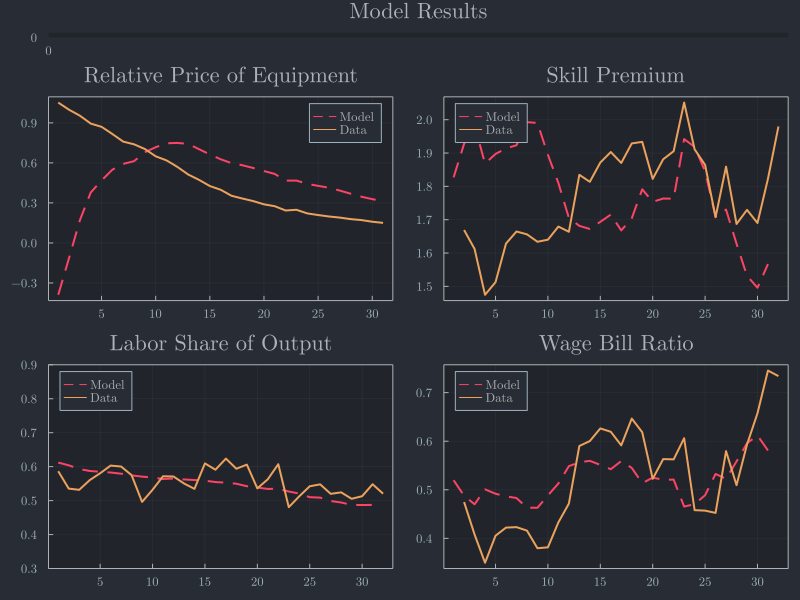 Model Results
0
0
Relative Price of Equipment
Skill Premium
Model
Data
0.9
0.6
0.3
0.0
−0.3
5 10 15 20 25 30
Model
Data
2.0
1.9
1.8
1.7
1.6
1.5
5 10 15 20 25 30
Labor Share of Output
Wage Bill Ratio
Model
Data
0.9
0.8
0.7
0.6
0.5
0.4
0.3
5 10 15 20 25 30
Model
Data
0.7
0.6
0.5
0.4
5 10 15 20 25 30